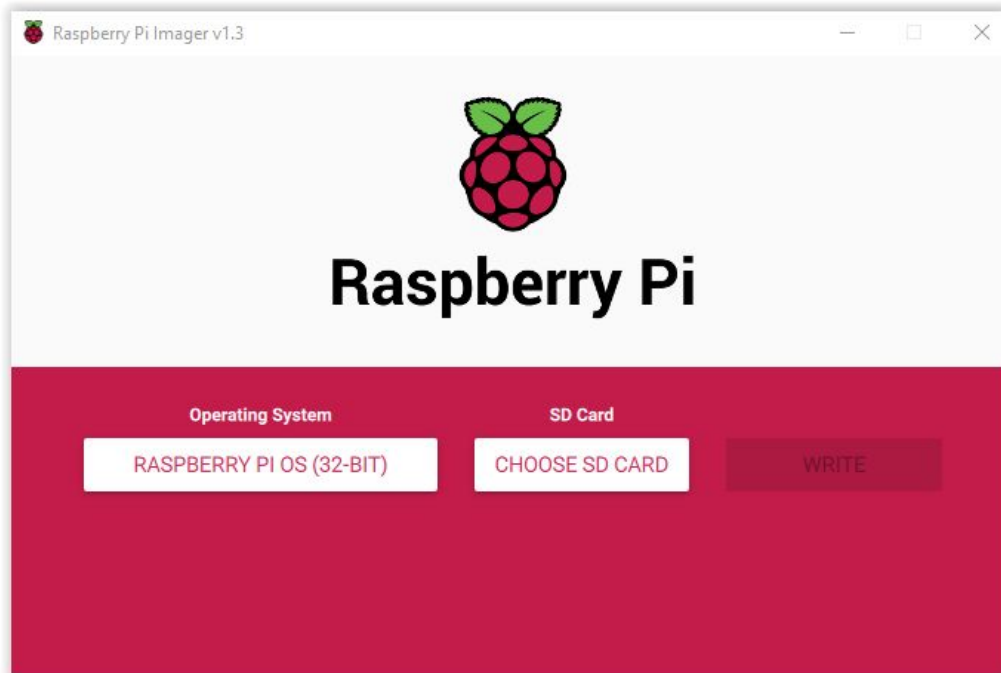 Raspberry Pi Imager v1.3
Raspberry Pi
Operating System
SD Card
RASPBERRY PI OS (32-BIT)
CHOOSE SD CARD
WRITE